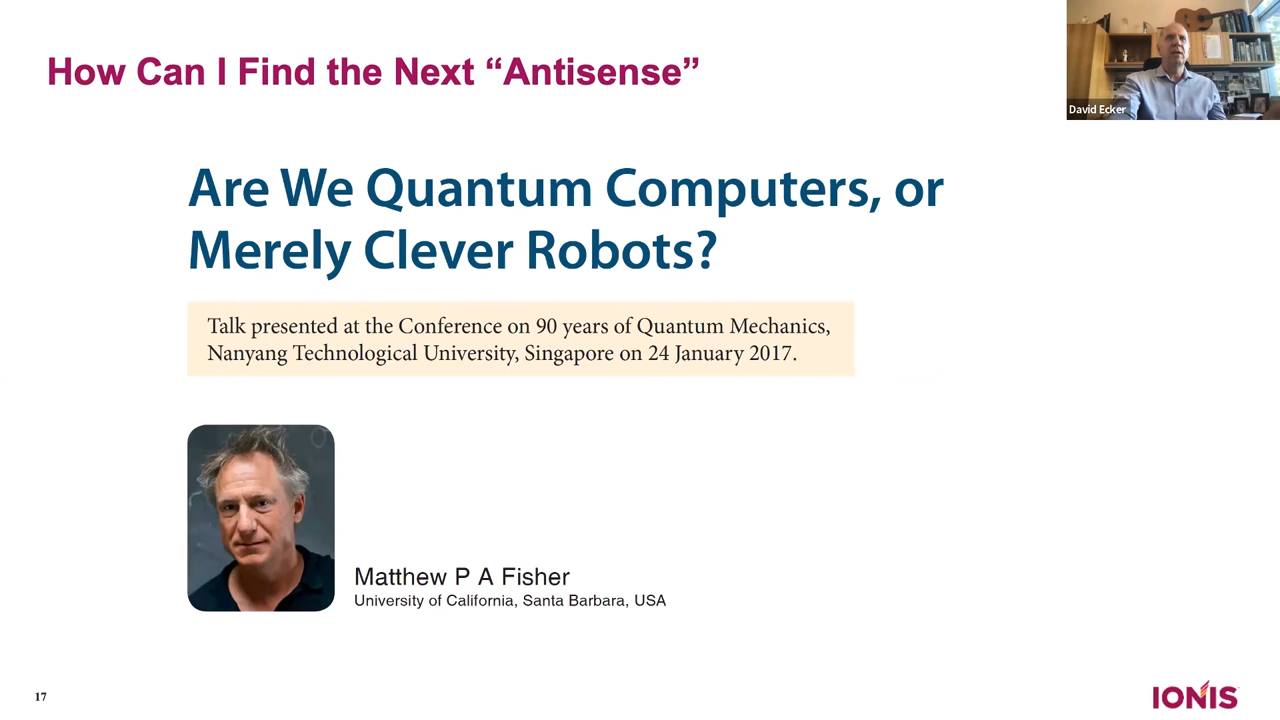 How Can I Find the Next “Antisense”
David Ecker
Are We Quantum Computers, or
Merely Clever Robots?
Talk presented at the Conference on 90 years of Quantum Mechanics,
Nanyang Technological University, Singapore on 24 January 2017.
Matthew P A Fisher
University of California, Santa Barbara, USA
17
IONIS